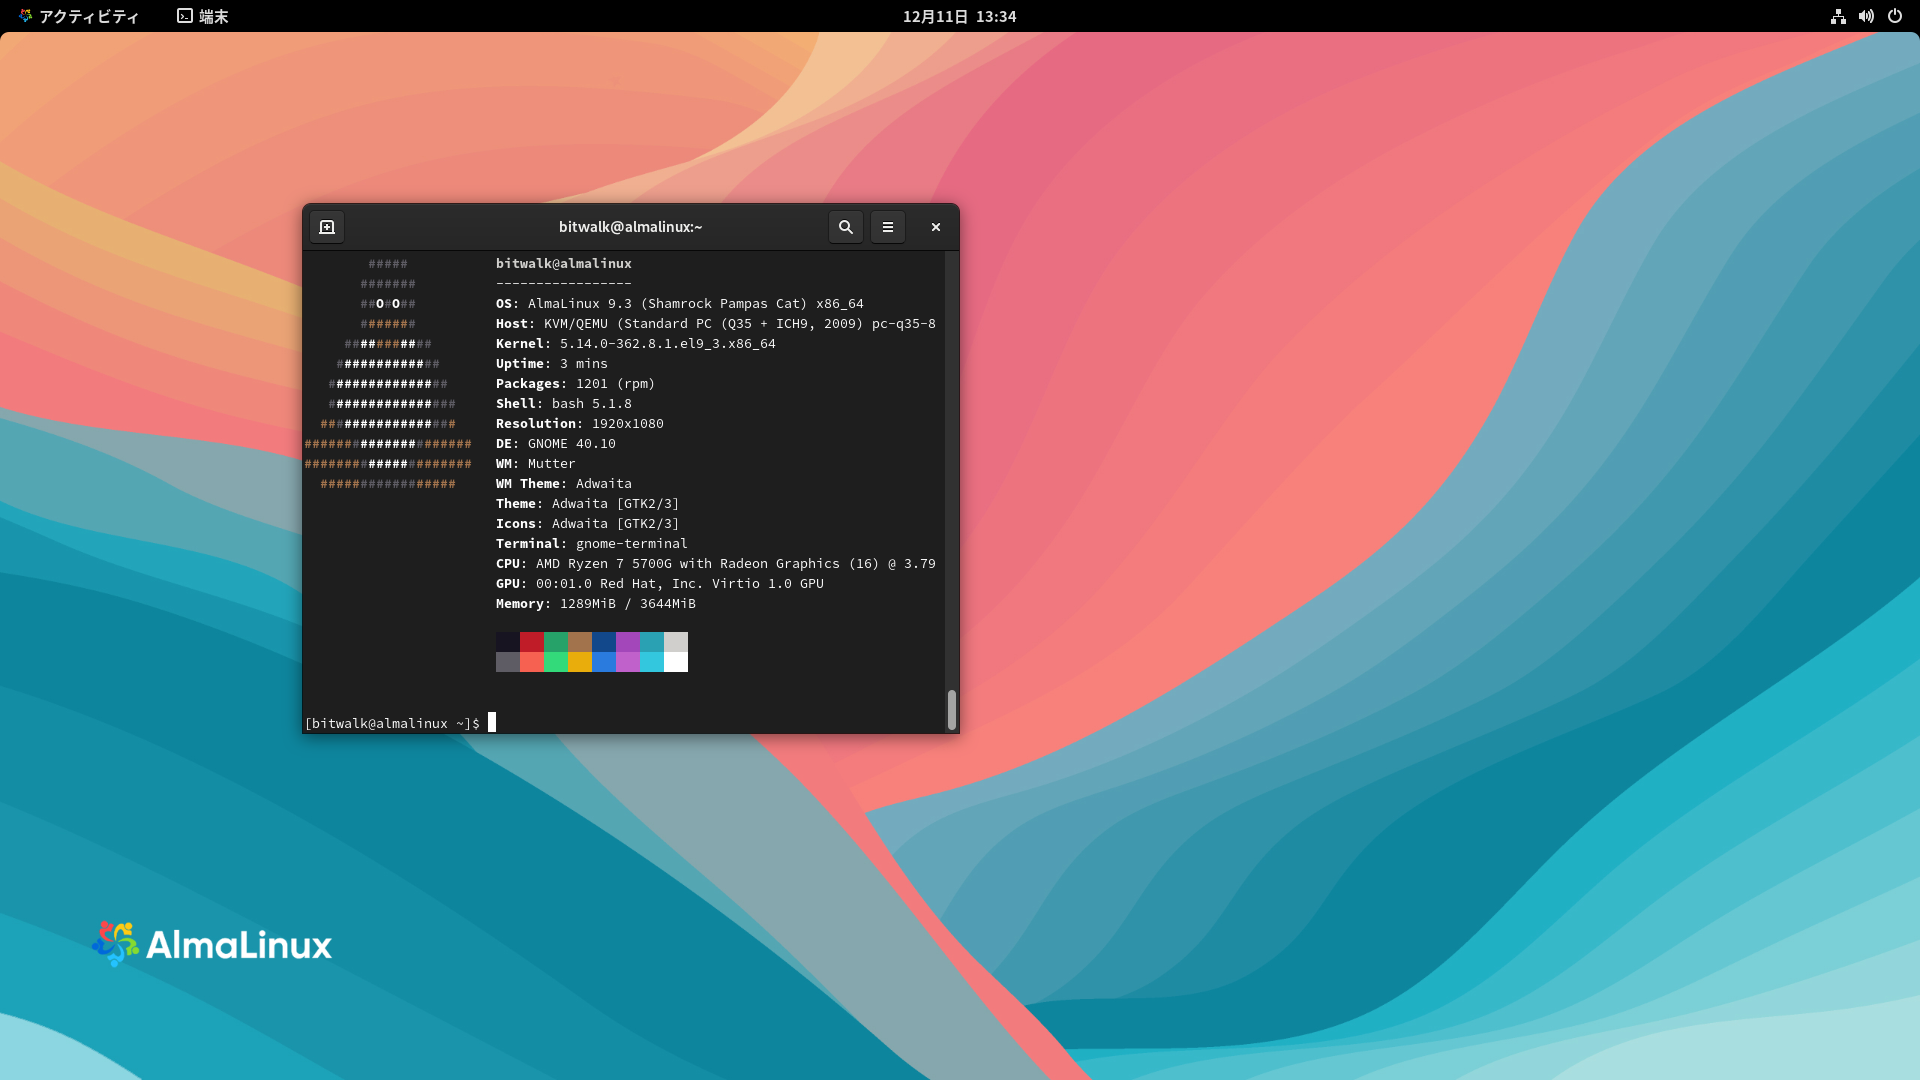 アクティビティ 端末 12月11日 13:34
bitwalk@almalinux:~
##### bitwalk@almalinux
####### -----------------
##O#O## OS: AlmaLinux 9.3 (Shamrock Pampas Cat) x86_64
####### Host: KVM/QEMU (Standard PC (Q35 + ICH9, 2009) pc-q35-8
########### Kernel: 5.14.0-362.8.1.el9_3.x86_64
############# Uptime: 3 mins
############### Packages: 1201 (rpm)
################ Shell: bash 5.1.8
################# Resolution: 1920x1080
##################### DE: GNOME 40.10
##################### WM: Mutter
################# WM Theme: Adwaita
Theme: Adwaita [GTK2/3]
Icons: Adwaita [GTK2/3]
Terminal: gnome-terminal
CPU: AMD Ryzen 7 5700G with Radeon Graphics (16) @ 3.79
GPU: 00:01.0 Red Hat, Inc. Virtio 1.0 GPU
Memory: 1289MiB / 3644MiB
[bitwalk@almalinux ~]$
AlmaLinux